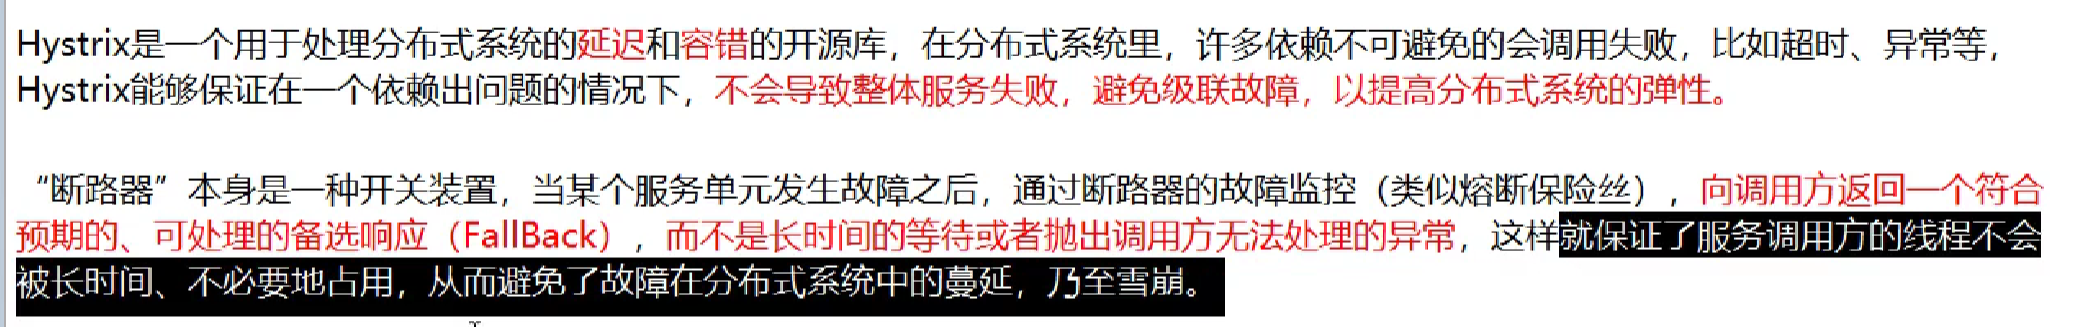 Hystrix是一个用于处理分布式系统的延迟和容错的开源库，在分布式系统里，许多依赖不可避免的会调用失败，比如超时、异常等，
Hystrix能够保证在一个依赖出问题的情况下，不会导致整体服务失败，避免级联故障，以提高分布式系统的弹性。
“断路器”本身是一种开关装置，当某个服务单元发生故障之后，通过断路器的故障监控（类似熔断保险丝），向调用方返回一个符合
预期的、可处理的备选响应（FallBack），而不是长时间的等待或者抛出调用方无法处理的异常，这样就保证了服务调用方的线程不会
被长时间、不必要地占用，从而避免了故障在分布式系统中的蔓延，乃至雪崩。